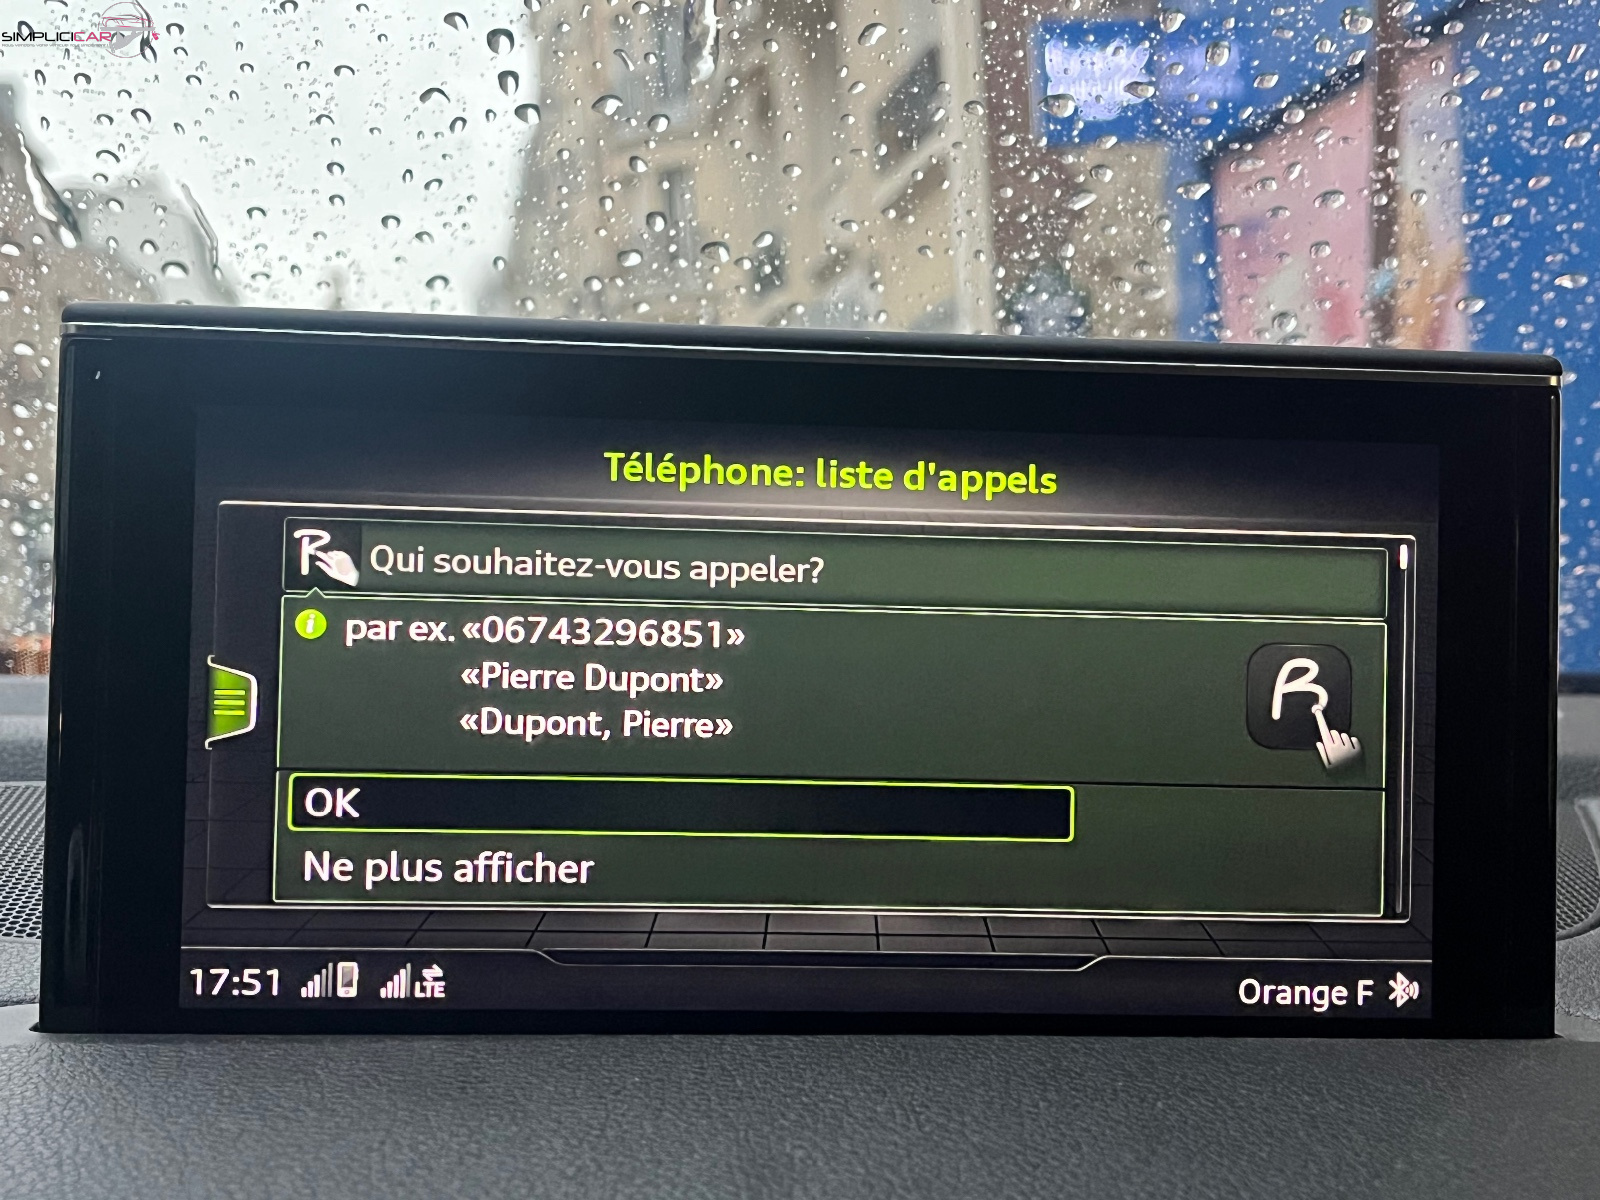 SIMPLICICAR
Téléphone: liste d'appels
Qui souhaitez-vous appeler?
i par ex. «06743296851»
«Pierre Dupont»
«Dupont, Pierre»
OK
Ne plus afficher
17:51 LTE Orange F